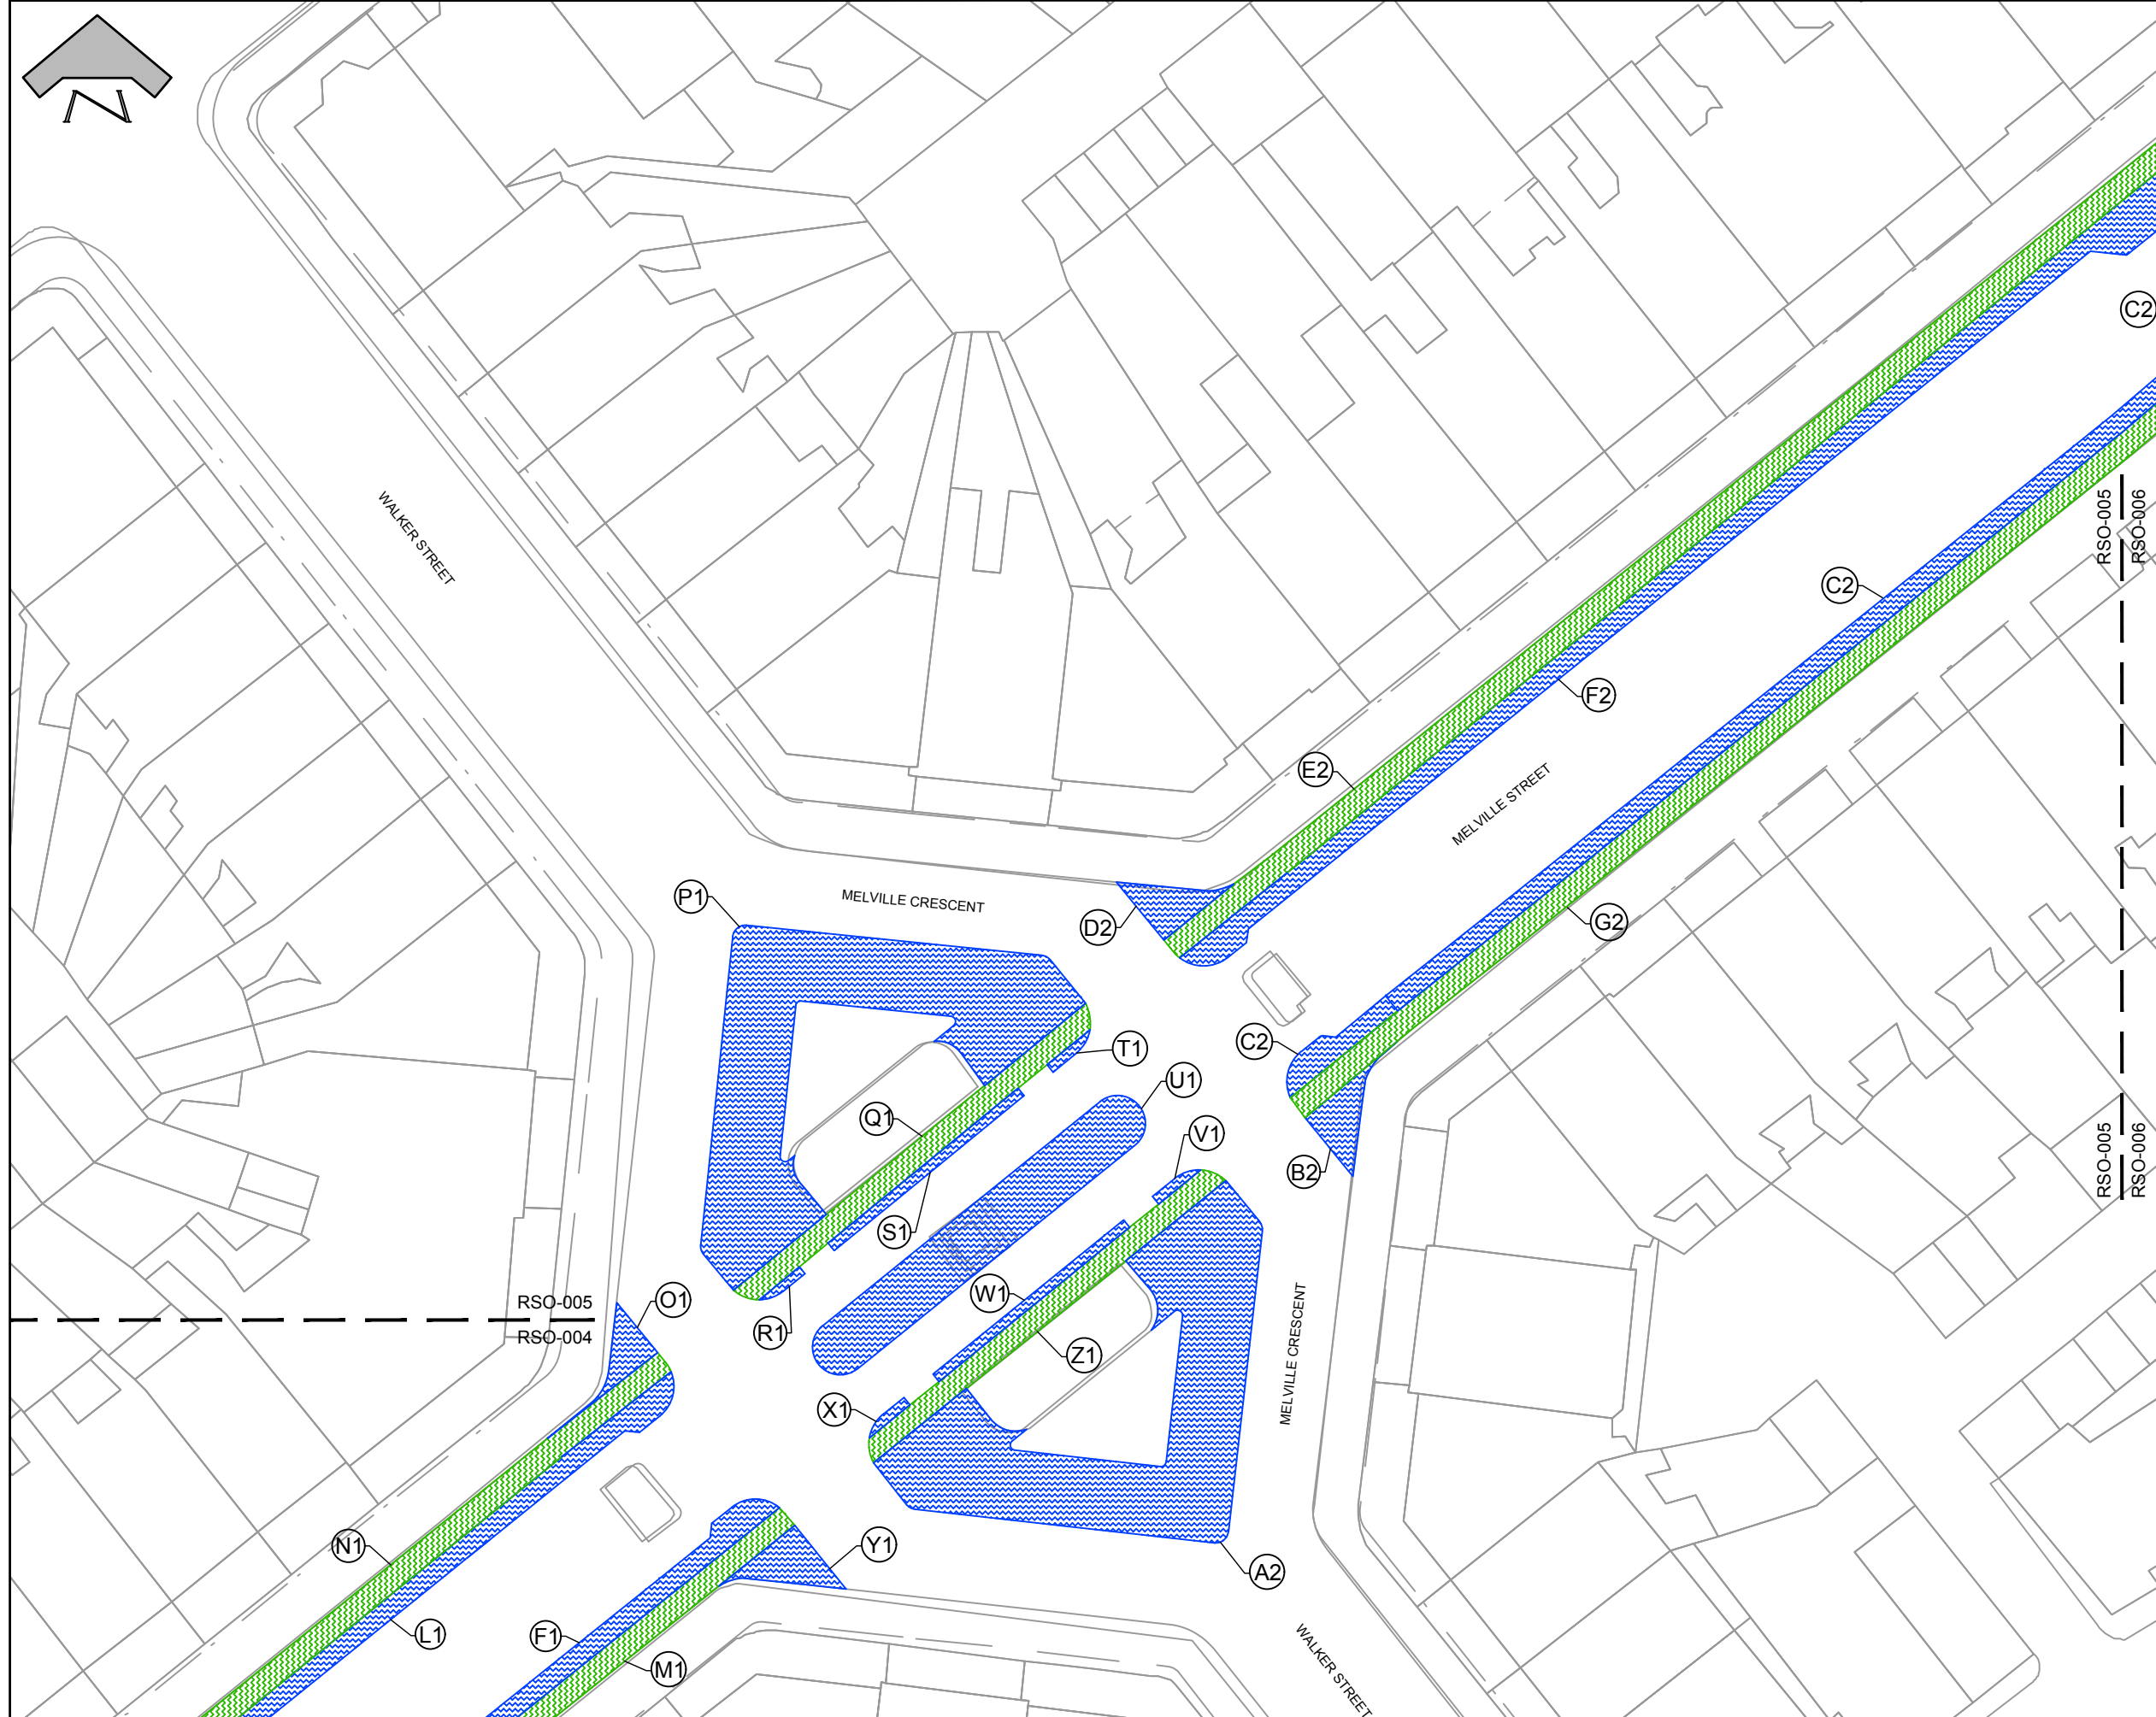 N
C2
WALKER STREET
RSO-005
RSO-006
C2
F2
E2
MELVILLE STREET
P1
MELVILLE CRESCENT
D2
G2
C2
T1
U1
Q1
V1
B2
S1
RSO-005
RSO-006
W1
O1
RSO-005
RSO-004
R1
Z1
MELVILLE CRESCENT
X1
N1
Y1
A2
L1
F1
M1
WALKER STREET